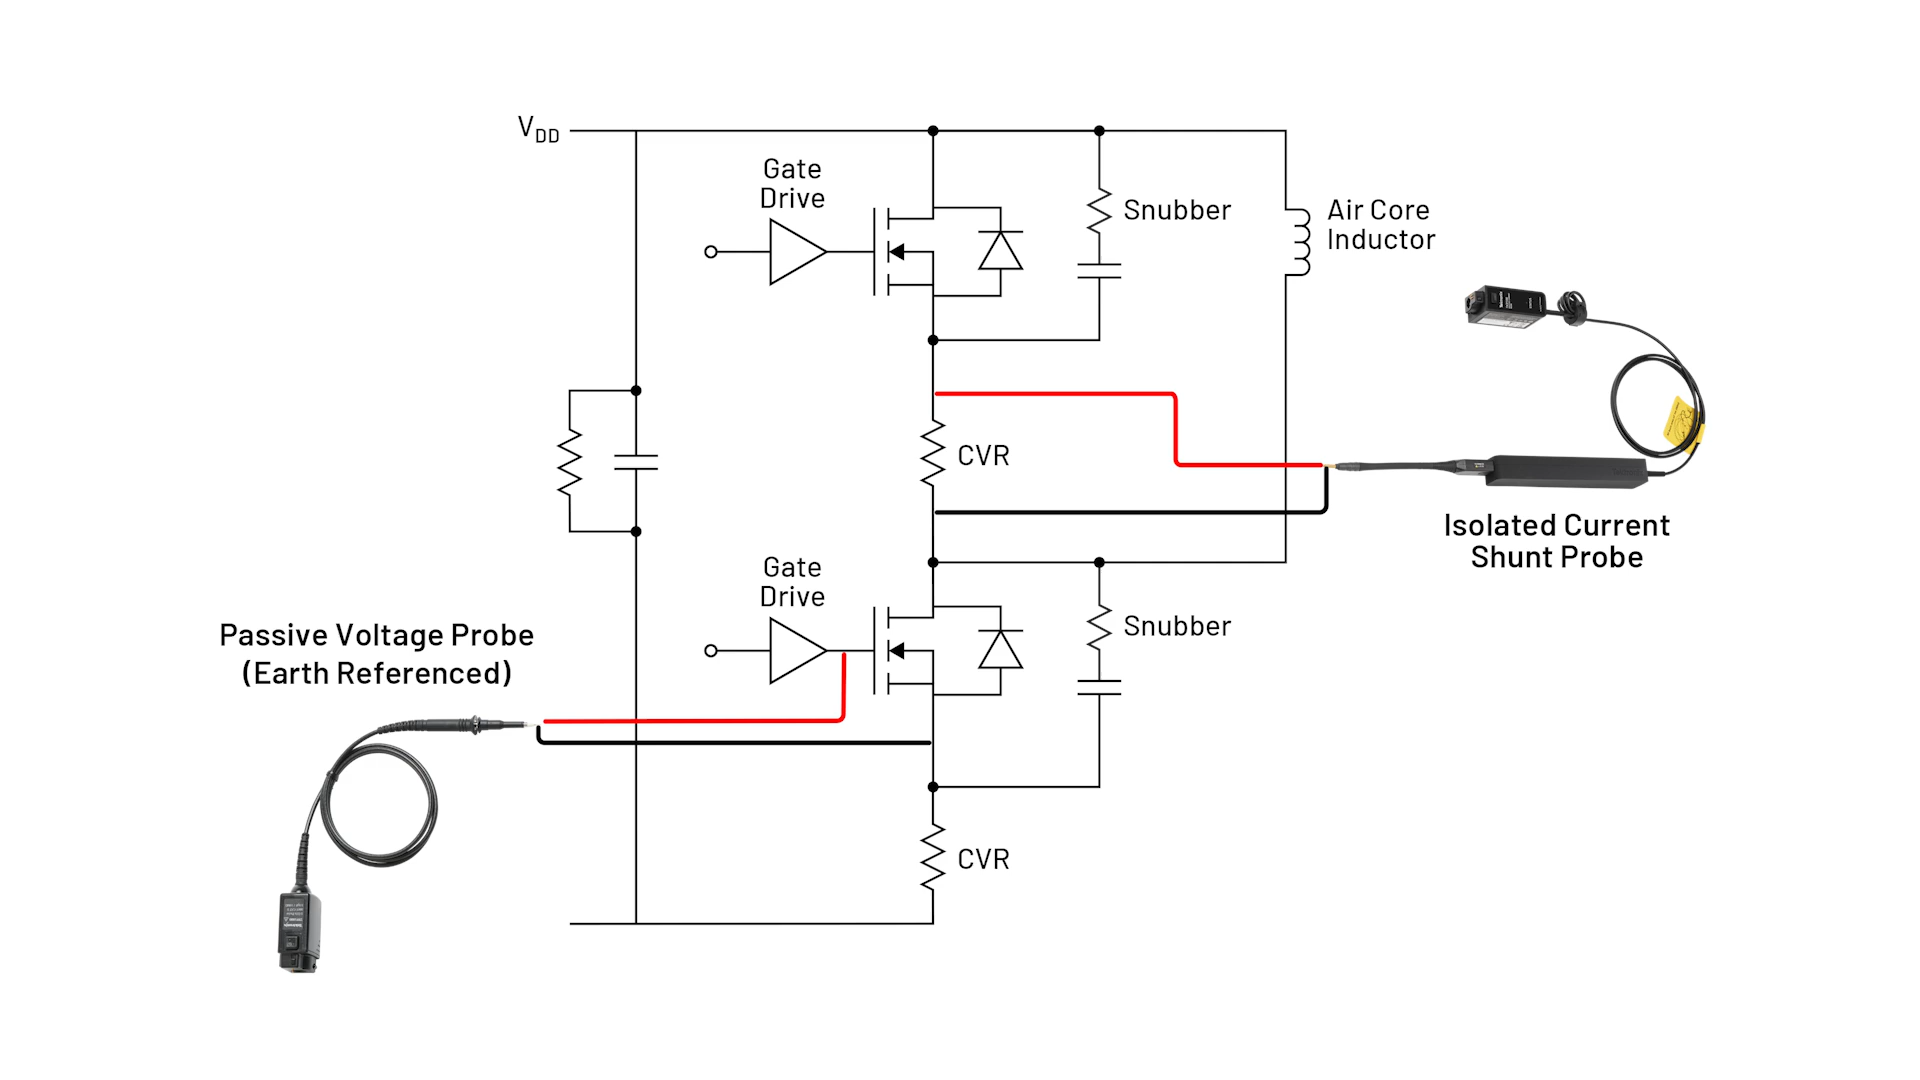 V_DD
Gate
Drive
Snubber
Air Core
Inductor
CVR
Isolated Current
Shunt Probe
Gate
Drive
Snubber
Passive Voltage Probe
(Earth Referenced)
CVR